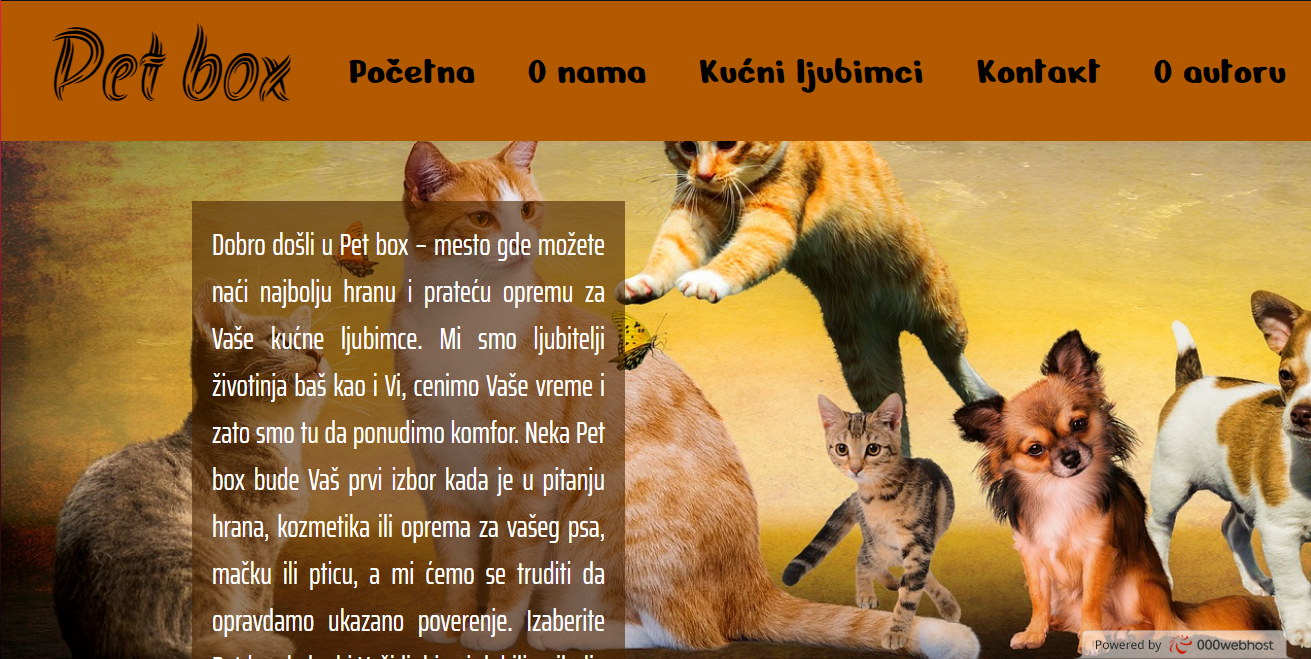 Pet box
Početna
O nama
Kućni ljubimci
Kontakt
O autoru
Dobro došli u Pet box – mesto gde možete
naći najbolju hranu i prateću opremu za
Vaše kućne ljubimce. Mi smo ljubitelji
životinja baš kao i Vi, cenimo Vaše vreme i
zato smo tu da ponudimo komfor. Neka Pet
box bude Vaš prvi izbor kada je u pitanju
hrana, kozmetika ili oprema za vašeg psa,
mačku ili pticu, a mi ćemo se truditi da
opravdamo ukazano poverenje. Izaberite
Powered by 000webhost